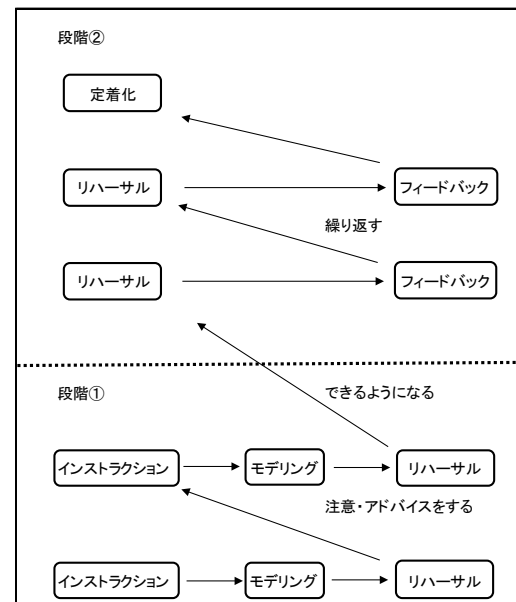 段階②
定着化
リハーサル
フィードバック
繰り返す
リハーサル
フィードバック
できるようになる
段階①
インストラクション
モデリング
リハーサル
注意・アドバイスをする
インストラクション
モデリング
リハーサル